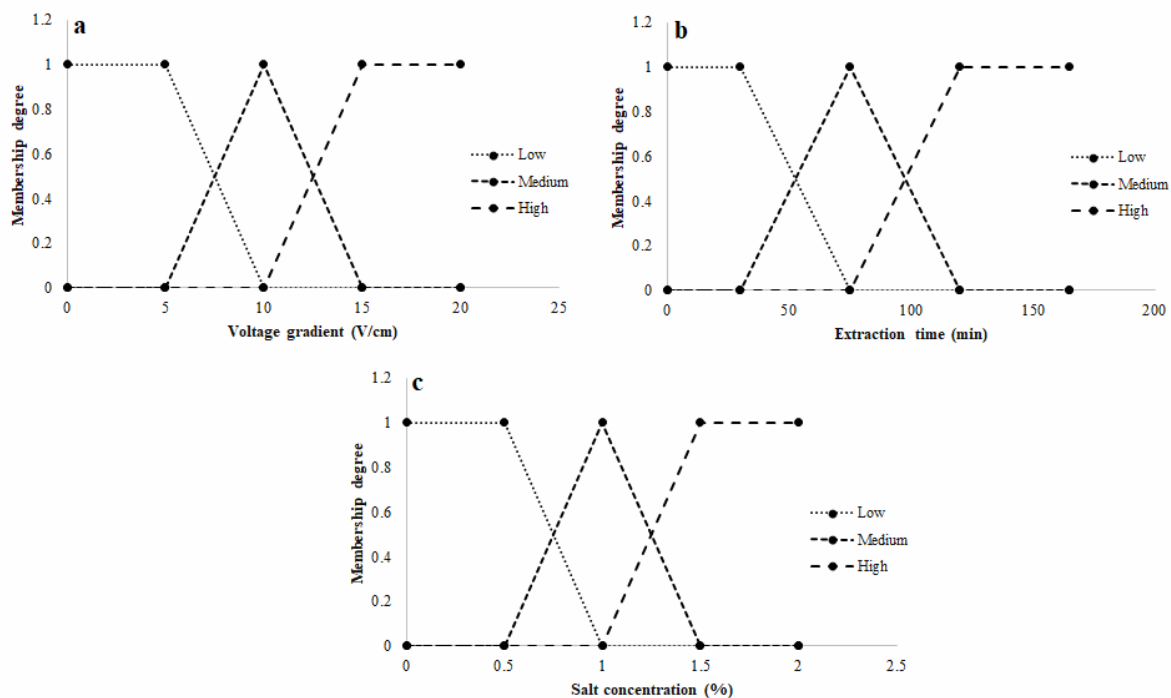 a
1.2
1
0.8
0.6
0.4
0.2
0
Membership degree
0 5 10 15 20 25
Voltage gradient (V/cm)
Low
Medium
High
b
1.2
1
0.8
0.6
0.4
0.2
0
Membership degree
0 50 100 150 200
Extraction time (min)
Low
Medium
High
c
1.2
1
0.8
0.6
0.4
0.2
0
Membership degree
0 0.5 1 1.5 2 2.5
Salt concentration (%)
Low
Medium
High